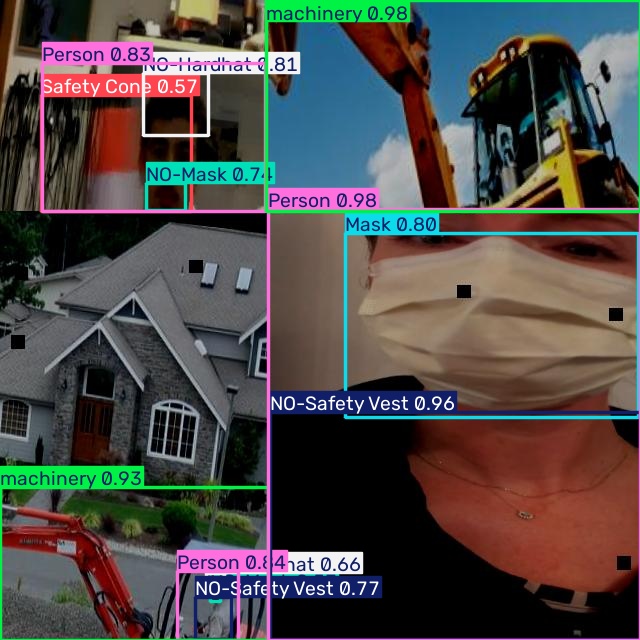 machinery 0.98
Person 0.83
NO-Hardhat 0.81
Safety Cone 0.57
NO-Mask 0.74
Person 0.98
Mask 0.80
NO-Safety Vest 0.96
machinery 0.93
Person 0.84
hat 0.66
NO-Safety Vest 0.77